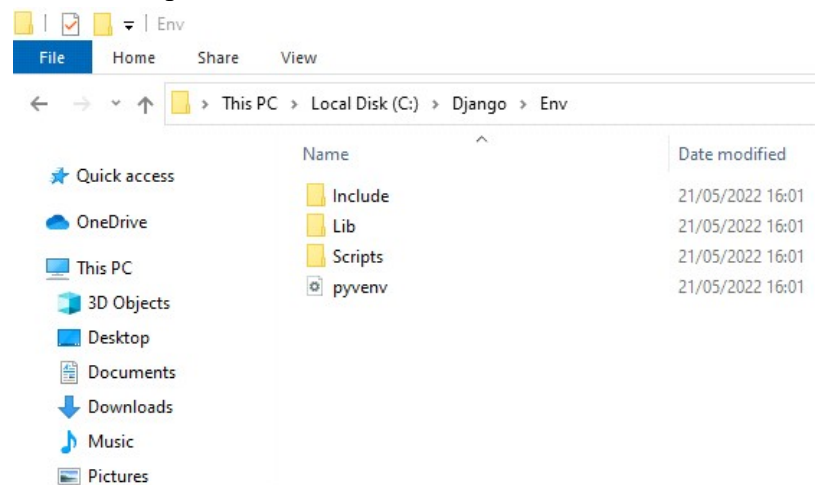 Env
File Home Share View
This PC > Local Disk (C:) > Django > Env
Name Date modified
Quick access
OneDrive
This PC
3D Objects
Desktop
Documents
Downloads
Music
Pictures
Include 21/05/2022 16:01
Lib 21/05/2022 16:01
Scripts 21/05/2022 16:01
pyvenv 21/05/2022 16:01